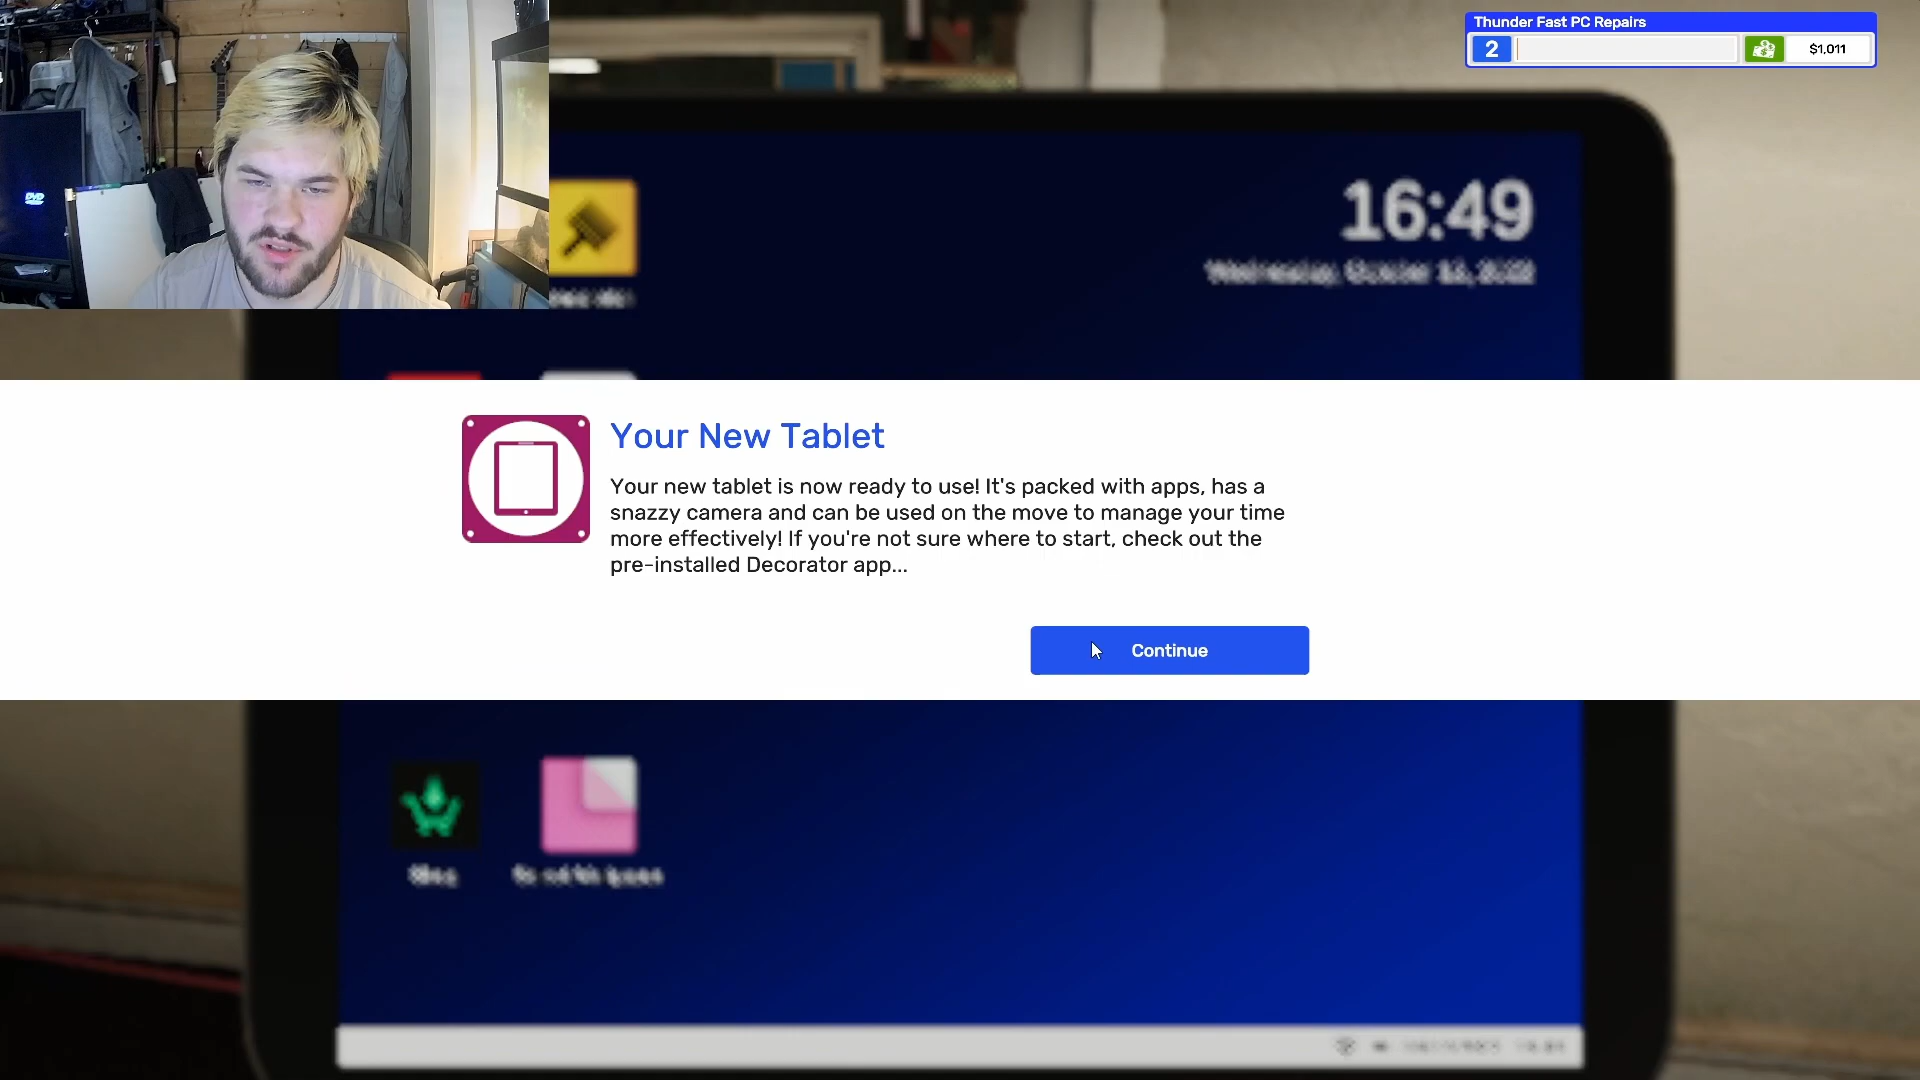 Thunder Fast PC Repairs
2
$1,011
DVD
16:49
Your New Tablet
Your new tablet is now ready to use! It's packed with apps, has a
snazzy camera and can be used on the move to manage your time
more effectively! If you're not sure where to start, check out the
pre-installed Decorator app...
Continue